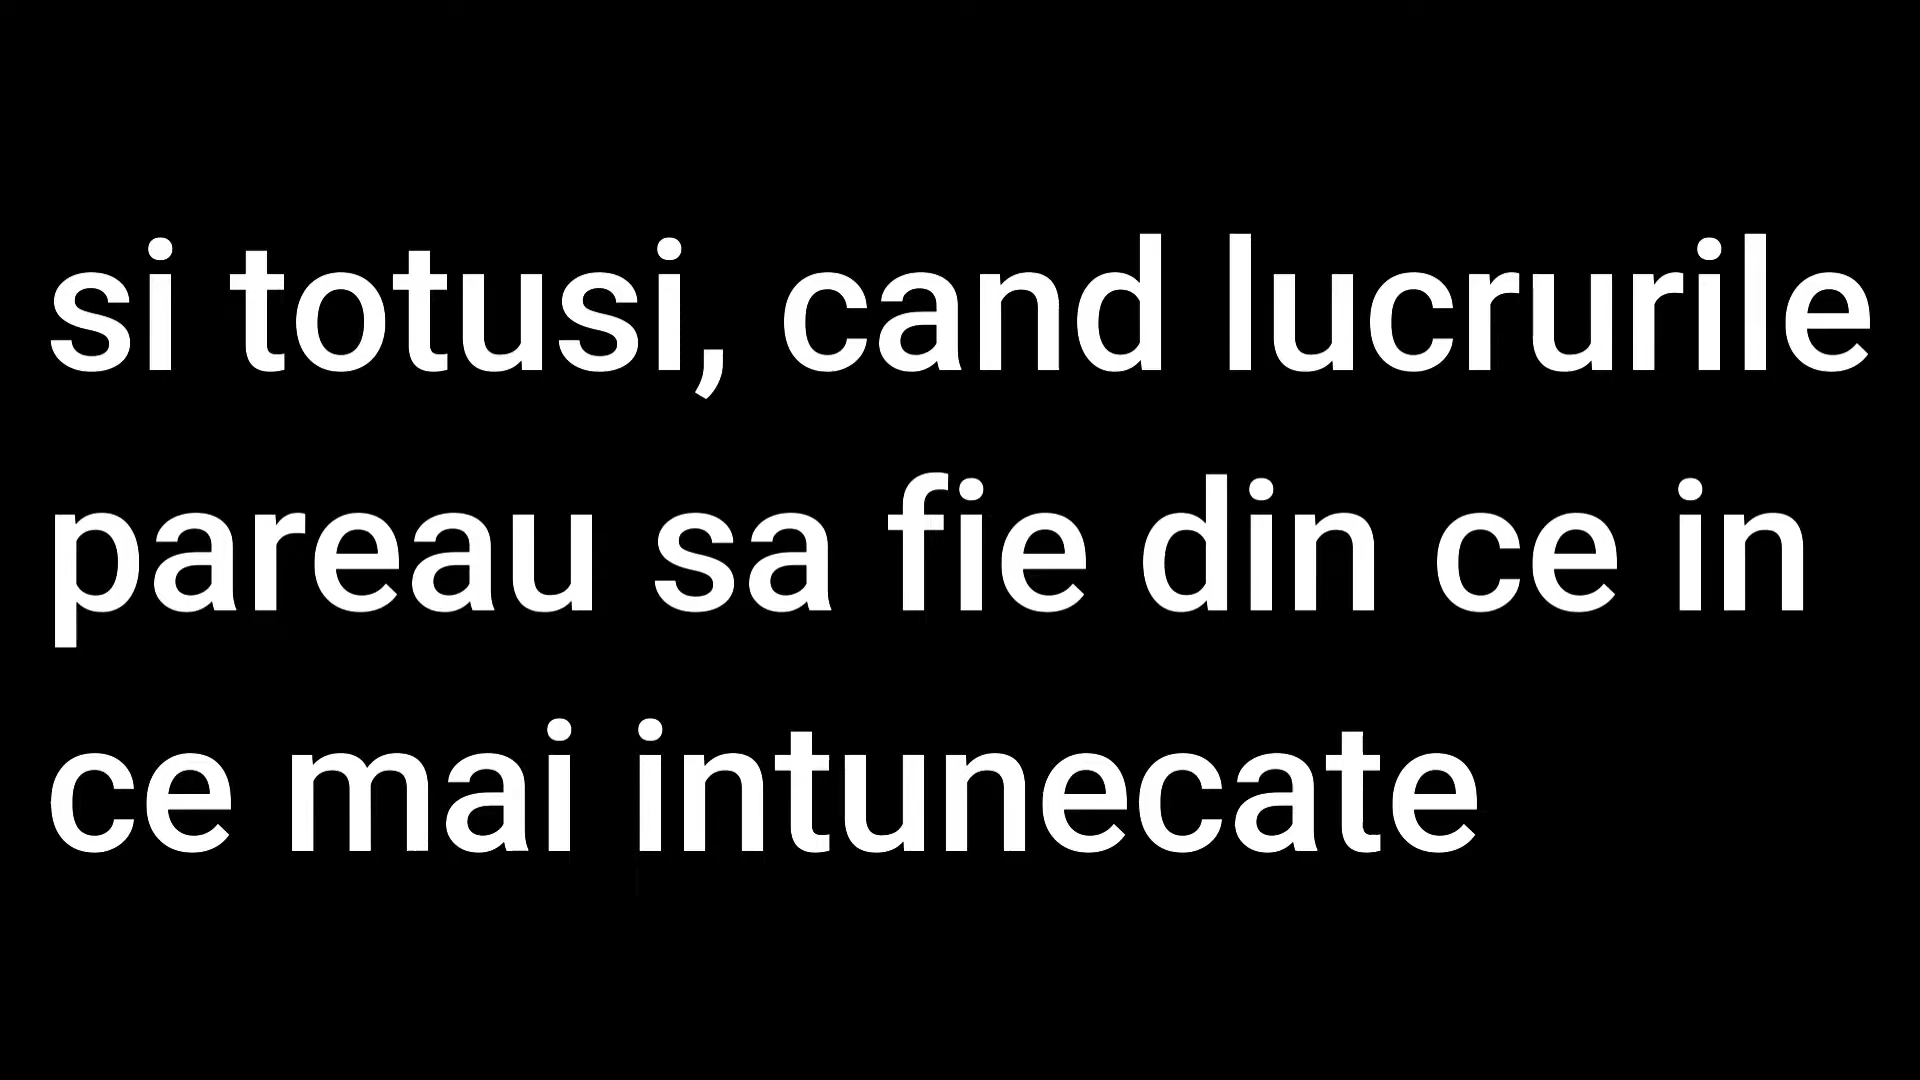 si totusi, cand lucrurile
pareau sa fie din ce in
ce mai intunecate